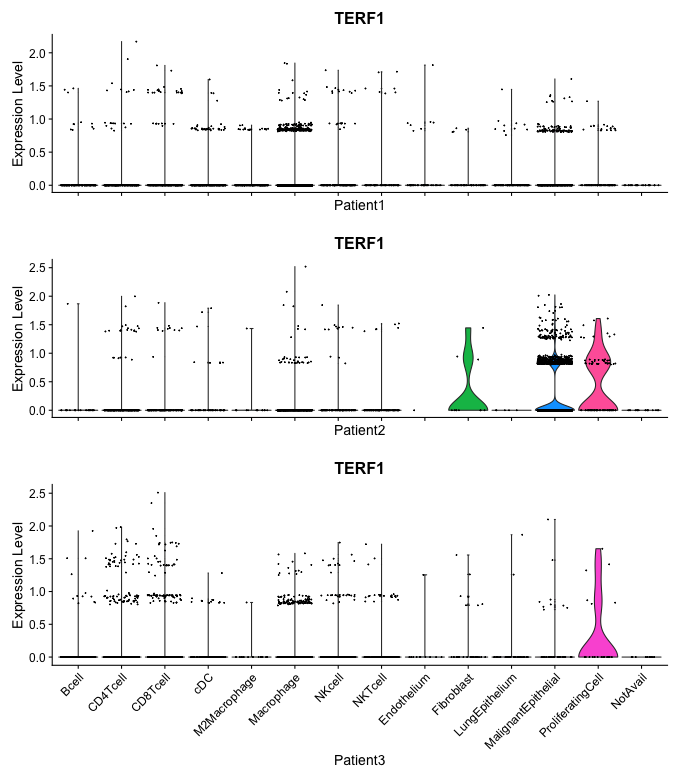 TERF1
Expression Level
2.0
1.5
1.0
0.5
0.0
Patient1
TERF1
Expression Level
2.5
2.0
1.5
1.0
0.5
0.0
Patient2
TERF1
Expression Level
2.5
2.0
1.5
1.0
0.5
0.0
Bcell
CD4Tcell
CD8Tcell
cDC
M2Macrophage
Macrophage
NKcell
NKTcell
Endothelium
Fibroblast
LungEpithelium
MalignantEpithelial
ProliferatingCell
NotAvail
Patient3